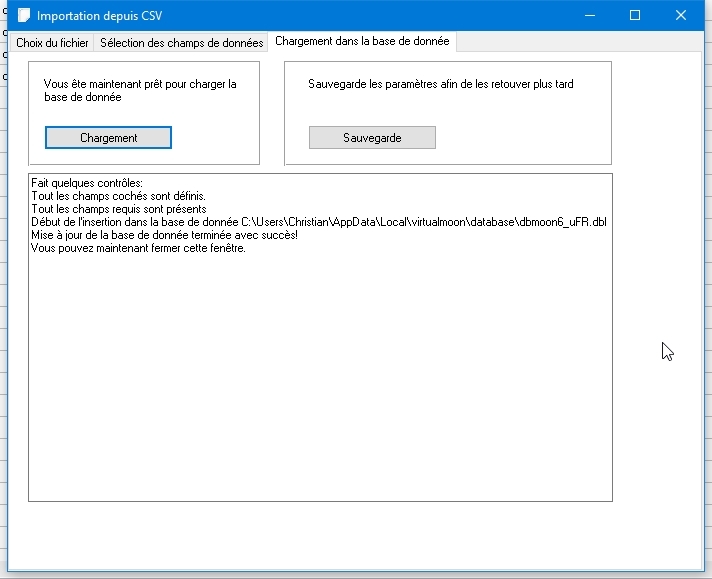 Importation depuis CSV
Choix du fichier
Sélection des champs de données
Chargement dans la base de donnée
Vous ête maintenant prêt pour charger la
base de donnée
Chargement
Sauvegarde les paramètres afin de les retouver plus tard
Sauvegarde
Fait quelques contrôles:
Tout les champs cochés sont définis.
Tout les champs requis sont présents
Début de l'insertion dans la base de donnée C:\Users\Christian\AppData\Local\virtualmoon\database\dbmoon6_uFR.dbl
Mise à jour de la base de donnée terminée avec succès!
Vous pouvez maintenant fermer cette fenêtre.